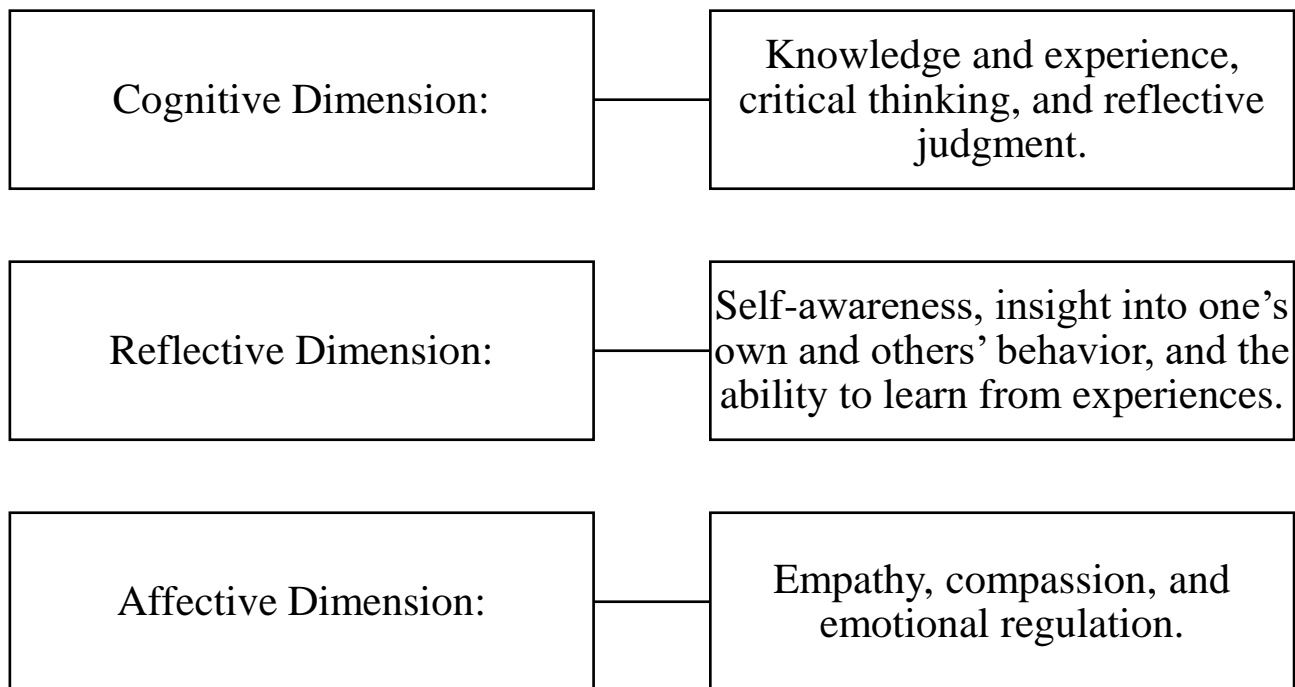 Cognitive Dimension:
Knowledge and experience,
critical thinking, and reflective
judgment.
Reflective Dimension:
Self-awareness, insight into one’s
own and others’ behavior, and the
ability to learn from experiences.
Affective Dimension:
Empathy, compassion, and
emotional regulation.